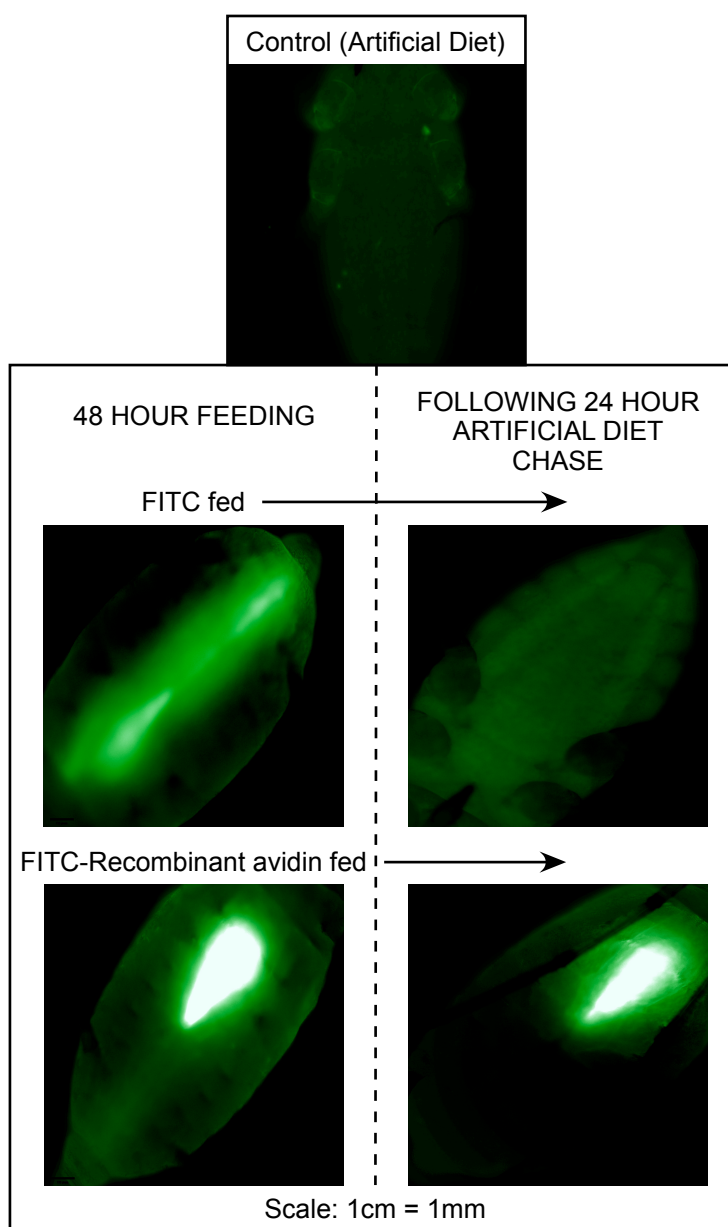 Control (Artificial Diet)
48 HOUR FEEDING
FOLLOWING 24 HOUR
ARTIFICIAL DIET
CHASE
FITC fed
FITC-Recombinant avidin fed
Scale: 1cm = 1mm